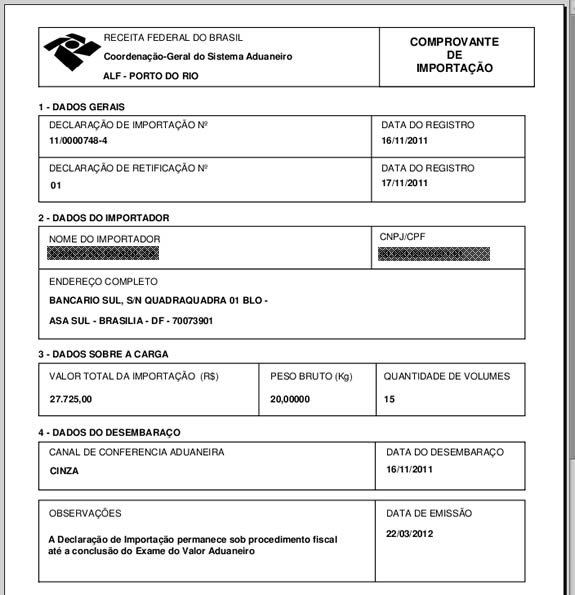 RECEITA FEDERAL DO BRASIL
Coordenação-Geral do Sistema Aduaneiro
ALF - PORTO DO RIO
COMPROVANTE
DE
IMPORTAÇÃO
1 - DADOS GERAIS
DECLARAÇÃO DE IMPORTAÇÃO Nº
11/0000748-4
DATA DO REGISTRO
16/11/2011
DECLARAÇÃO DE RETIFICAÇÃO Nº
01
DATA DO REGISTRO
17/11/2011
2 - DADOS DO IMPORTADOR
NOME DO IMPORTADOR
CNPJ/CPF
ENDEREÇO COMPLETO
BANCARIO SUL, S/N QUADRAQUADRA 01 BLO -
ASA SUL - BRASILIA - DF - 70073901
3 - DADOS SOBRE A CARGA
VALOR TOTAL DA IMPORTAÇÃO (R$)
27.725,00
PESO BRUTO (Kg)
20,00000
QUANTIDADE DE VOLUMES
15
4 - DADOS DO DESEMBARAÇO
CANAL DE CONFERENCIA ADUANEIRA
CINZA
DATA DO DESEMBARAÇO
16/11/2011
OBSERVAÇÕES
A Declaração de Importação permanece sob procedimento fiscal
até a conclusão do Exame do Valor Aduaneiro
DATA DE EMISSÃO
22/03/2012